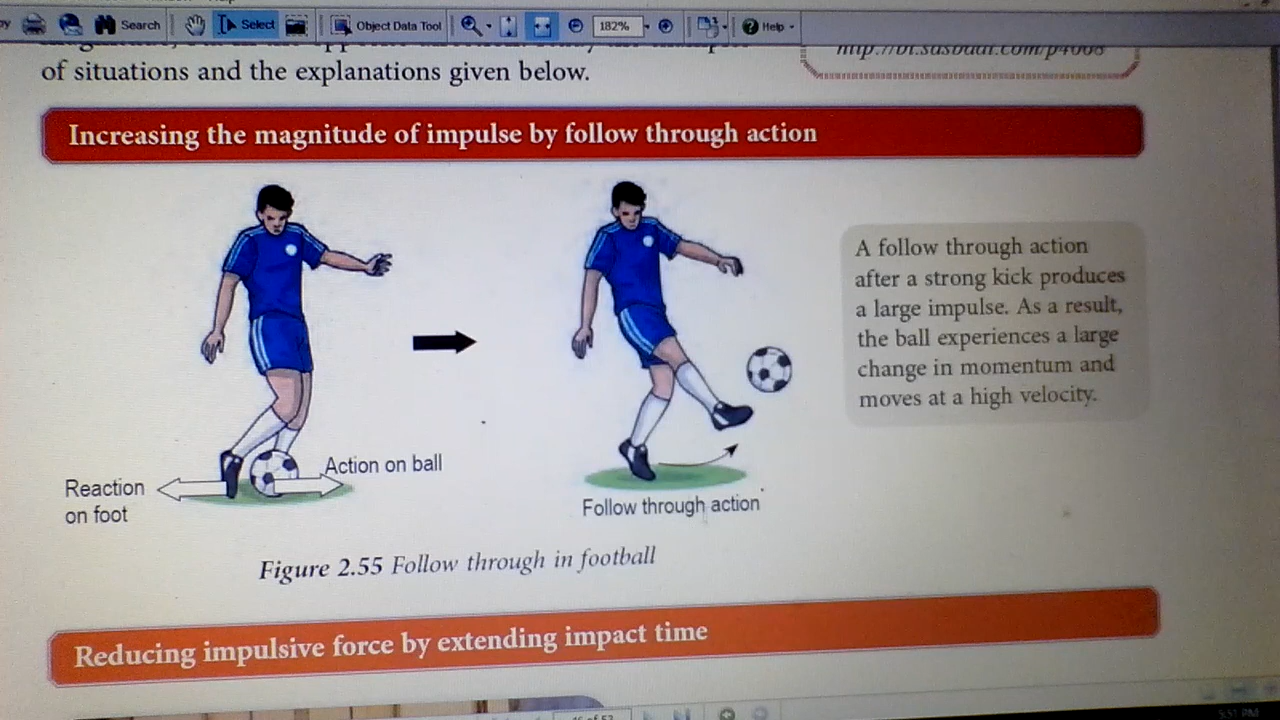 Search
Select
Object Data Tool
182%
Help
of situations and the explanations given below.
Increasing the magnitude of impulse by follow through action
A follow through action
after a strong kick produces
a large impulse. As a result,
the ball experiences a large
change in momentum and
moves at a high velocity.
Action on ball
Reaction
on foot
Follow through action
Figure 2.55 Follow through in football
Reducing impulsive force by extending impact time
5:51 PM